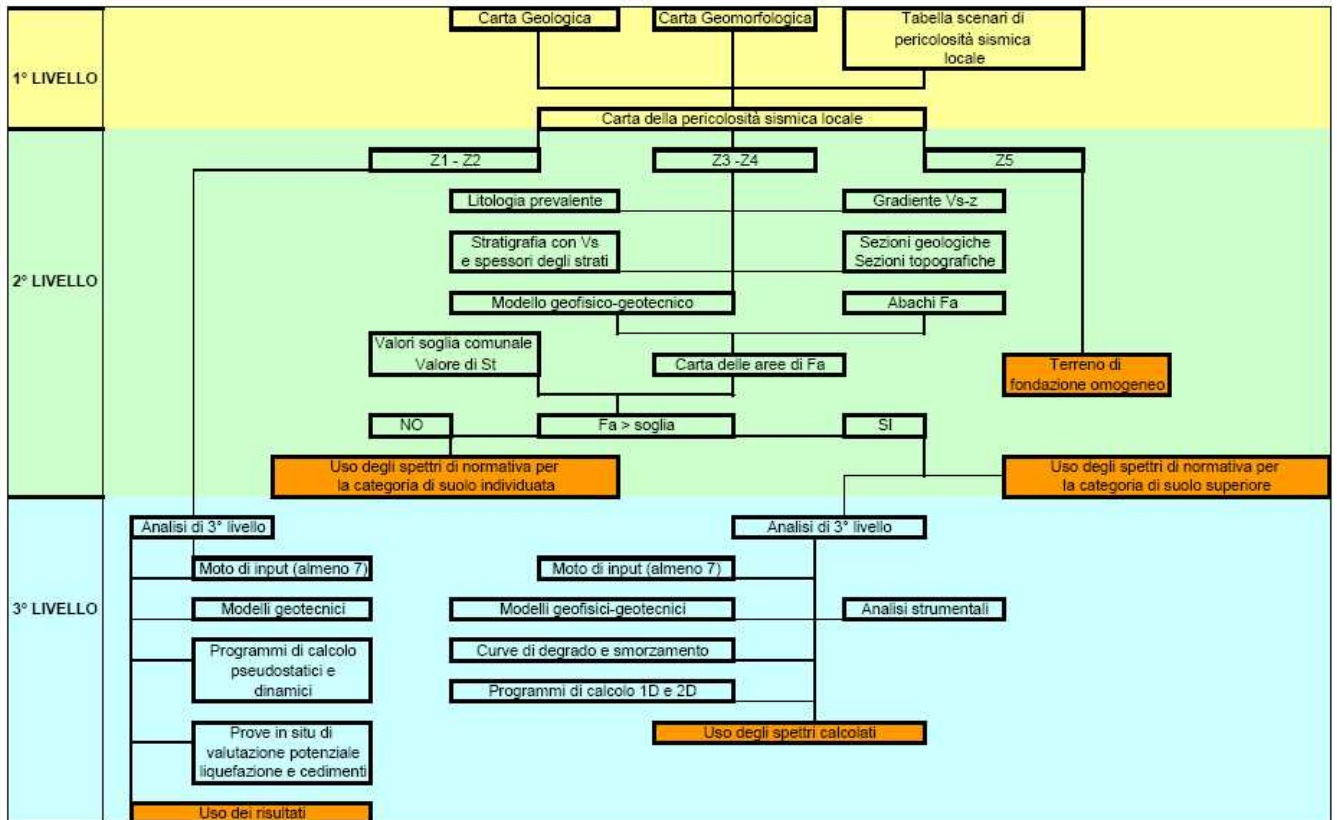 Carta Geologica
Carta Geomorfologica
Tabella scenari di
pericolosità sismica
locale
1° LIVELLO
Carta della pericolosità sismica locale
Z1 - Z2
Z3 -Z4
Z5
Litologia prevalente
Gradiente Vs-z
Stratigrafia con Vs
e spessori degli strati
Sezioni geologiche
Sezioni topografiche
2° LIVELLO
Modello geofisico-geotecnico
Abachi Fa
Valori soglia comunale
Valore di St
Carta delle aree di Fa
Terreno di
fondazione omogeneo
NO
Fa > soglia
SI
Uso degli spettri di normativa per
la categoria di suolo individuata
Uso degli spettri di normativa per
la categoria di suolo superiore
Analisi di 3° livello
Analisi di 3° livello
Moto di input (almeno 7)
Moto di input (almeno 7)
3° LIVELLO
Modelli geotecnici
Modelli geofisici-geotecnici
Analisi strumentali
Programmi di calcolo
pseudostatici e
dinamici
Curve di degrado e smorzamento
Programmi di calcolo 1D e 2D
Prove in situ di
valutazione potenziale
liquefazione e cedimenti
Uso degli spettri calcolati
Uso dei risultati